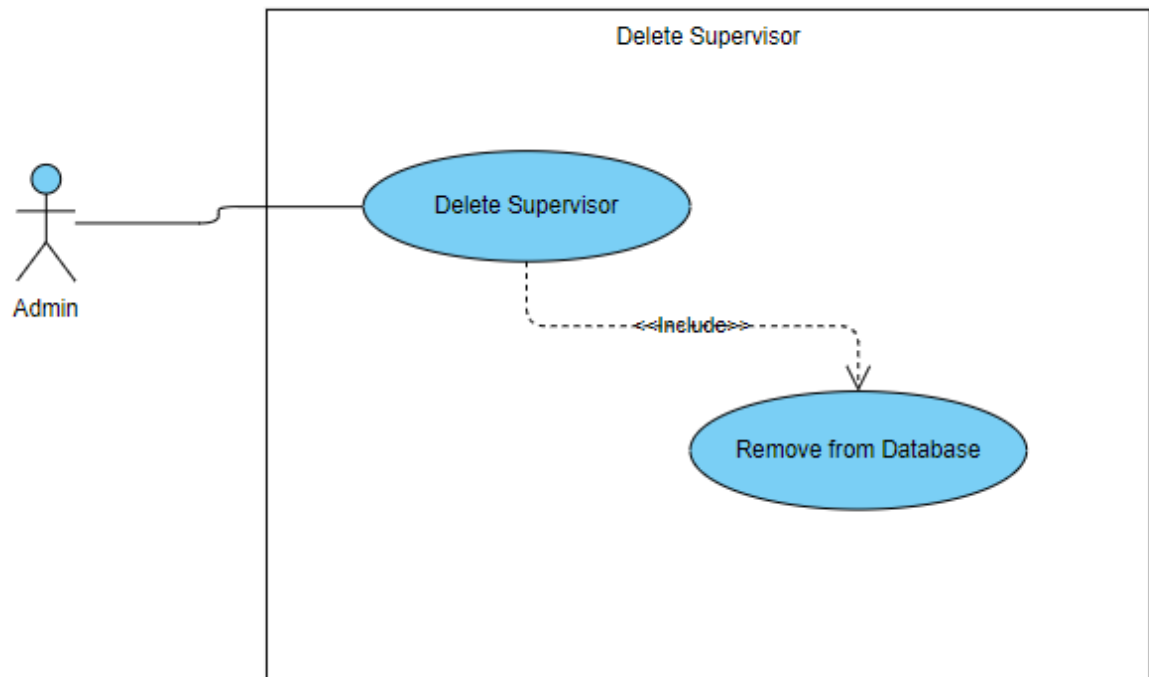 Delete Supervisor
Delete Supervisor
Admin
<<Include>>
Remove from Database